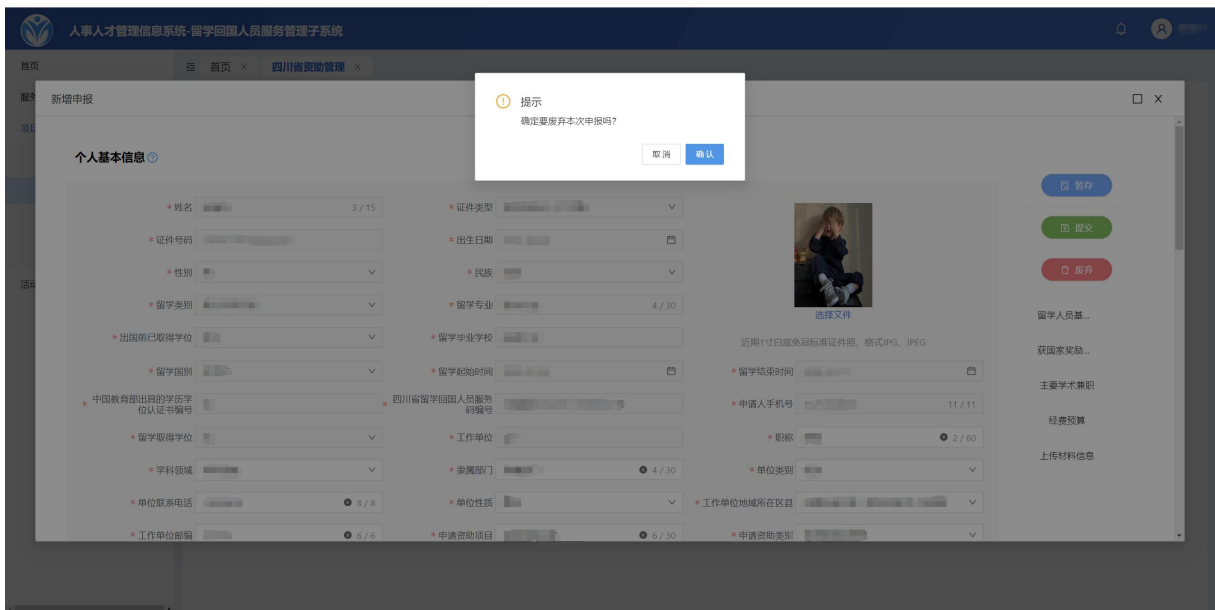 人事人才管理信息系统-留学回国人员服务管理子系统
首页
首页 ×
四川省资助管理 ×
服务
项目
活动
新增申报
提示
确定要废弃本次申报吗?
取消
确认
个人基本信息
* 姓名
3 / 15
* 证件类型
* 证件号码
* 出生日期
* 性别
* 民族
* 留学类别
* 留学专业
4 / 30
选择文件
* 出国前已取得学位
* 留学毕业学校
近期1寸白底免冠标准证件照, 格式JPG、JPEG
* 留学国别
* 留学起始时间
* 留学结束时间
* 中国教育部出具的学历学
位认证书编号
* 四川省留学回国人员服务
码编号
* 申请人手机号
11 / 11
* 留学取得学位
* 工作单位
* 职称
2 / 60
* 学科领域
* 隶属部门
4 / 30
* 单位类别
* 单位联系电话
8 / 8
* 单位性质
* 工作单位地域所在区县
* 工作单位邮编
6 / 6
* 申请资助项目
6 / 30
* 申请资助类别
暂存
提交
废弃
留学人员基...
获国家奖励...
主要学术兼职
经费预算
上传材料信息